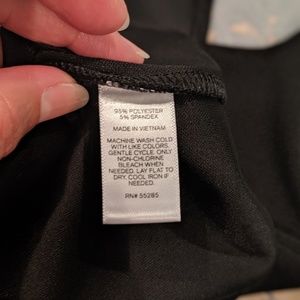 95% POLYESTER
5% SPANDEX
MADE IN VIETNAM
MACHINE WASH COLD
WITH LIKE COLORS,
GENTLE CYCLE. ONLY
NON-CHLORINE
BLEACH WHEN
NEEDED. LAY FLAT TO
DRY. COOL IRON IF
NEEDED.
RN# 55285